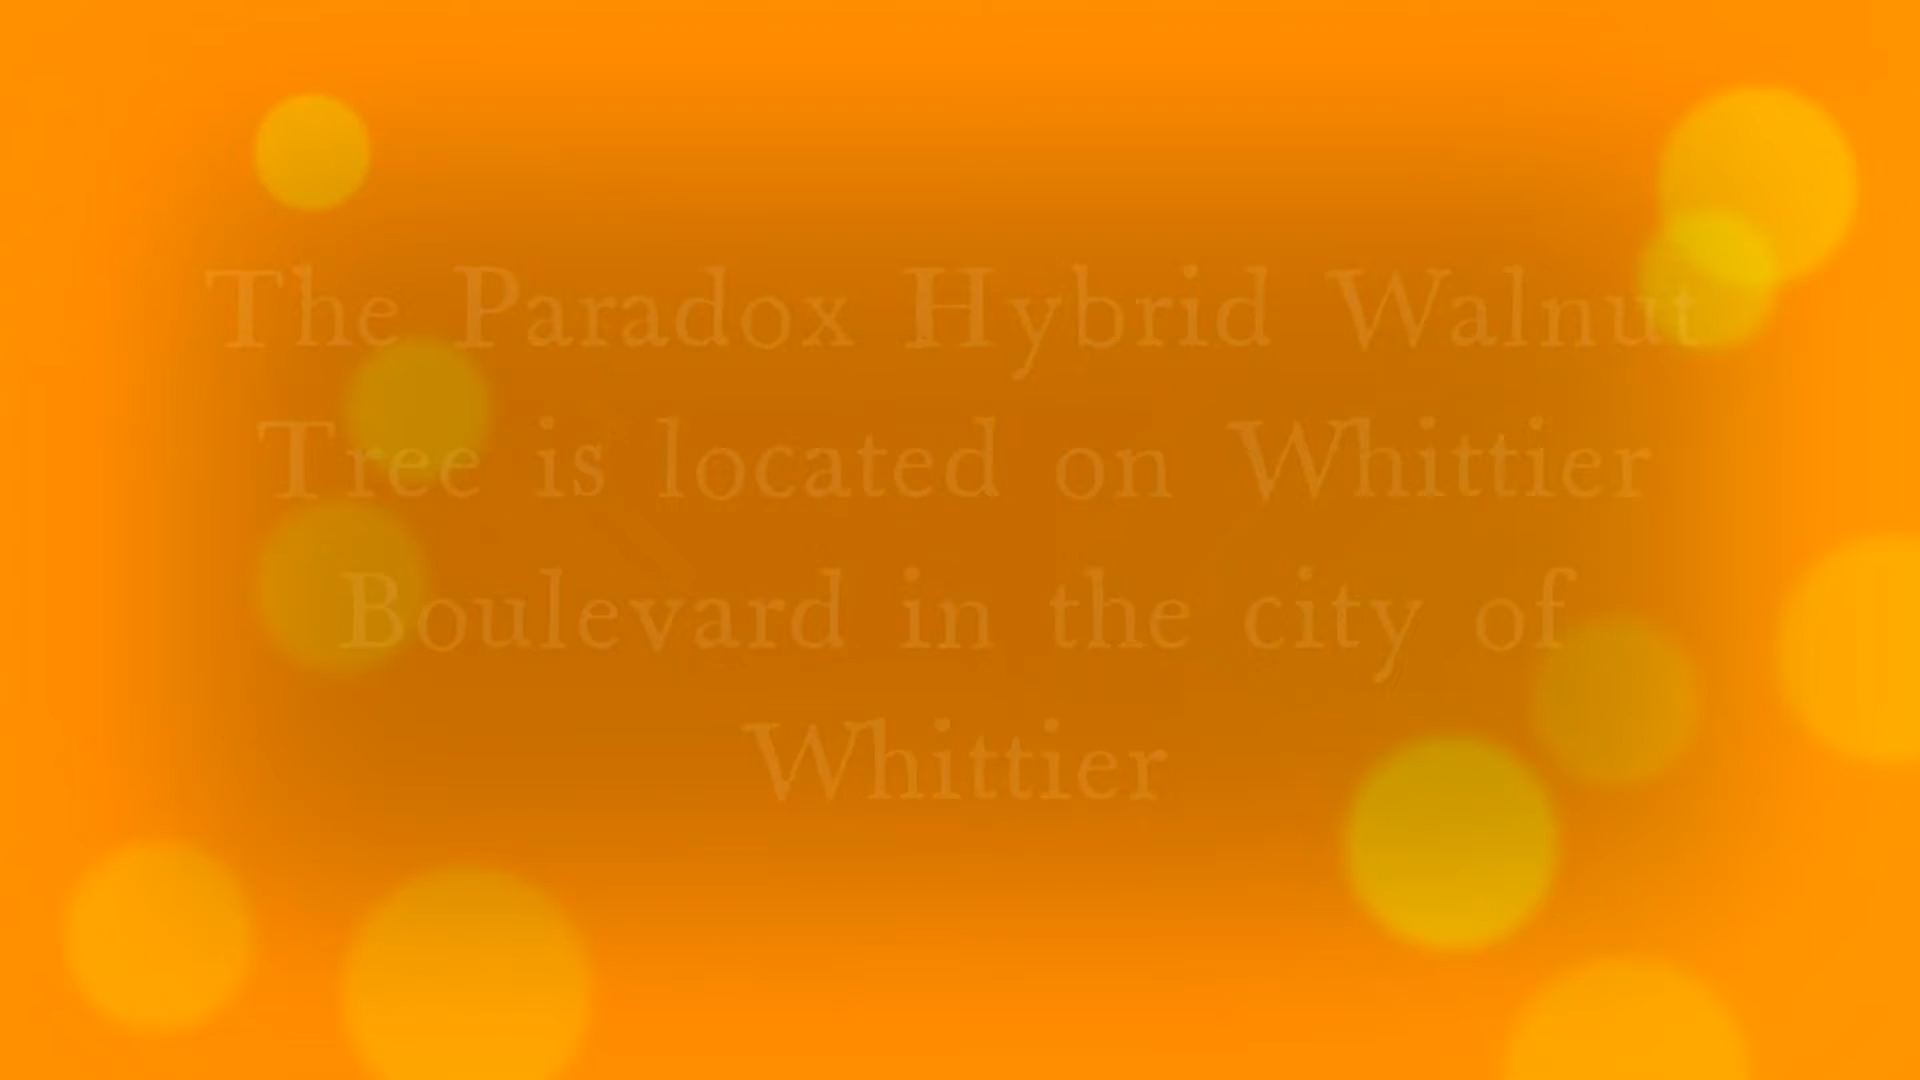 The Paradox Hybrid Walnut
Tree is located on Whittier
Boulevard in the city of
Whittier